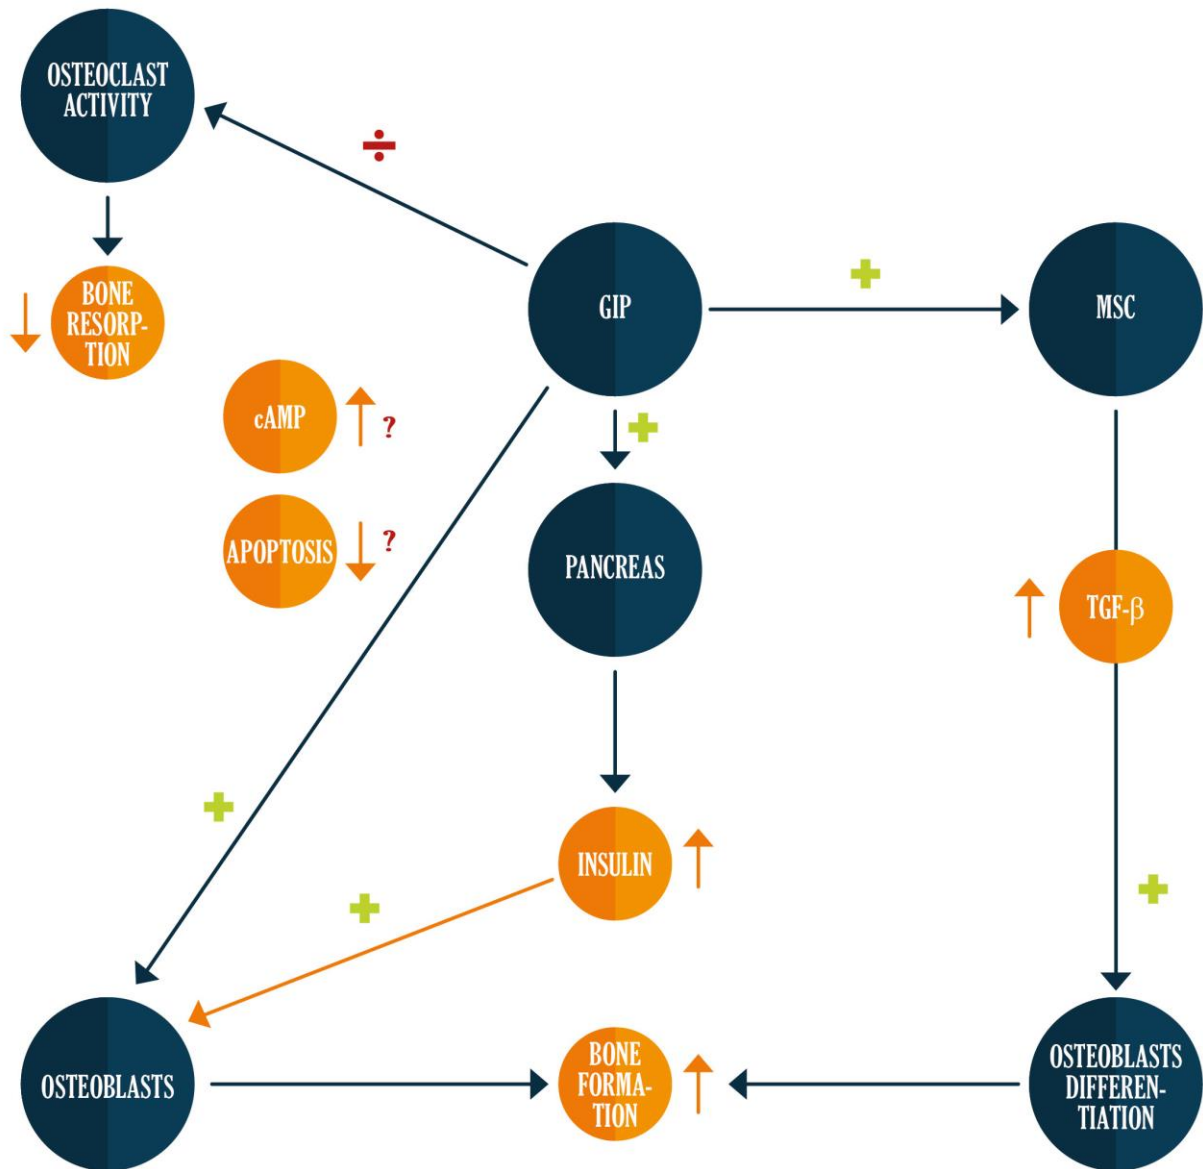 OSTEOCLAST
ACTIVITY
÷
BONE
RESORP-
TION
GIP
+
MSC
cAMP
?
+
APOPTOSIS
?
PANCREAS
TGF-β
+
INSULIN
+
+
OSTEOBLASTS
BONE
FORMA-
TION
OSTEOBLASTS
DIFFEREN-
TIATION